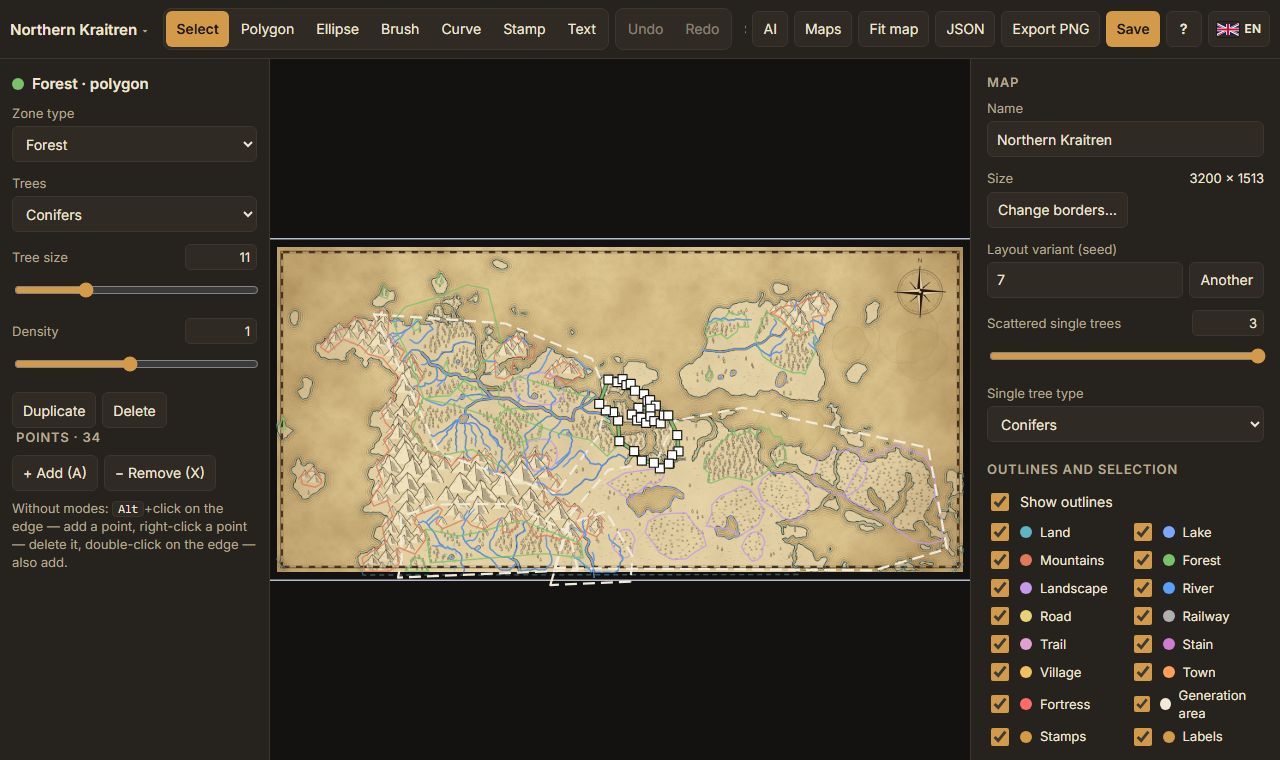 Northern Kraitren -
Select
Polygon
Ellipse
Brush
Curve
Stamp
Text
Undo
Redo
AI
Maps
Fit map
JSON
Export PNG
Save
?
EN
Forest · polygon
Zone type
Forest
Trees
Conifers
Tree size
11
Density
1
Duplicate
Delete
POINTS · 34
+ Add (A)
− Remove (X)
Without modes: Alt +click on the
edge — add a point, right-click a point
— delete it, double-click on the edge —
also add.
N
MAP
Name
Northern Kraitren
Size
3200 × 1513
Change borders...
Layout variant (seed)
7
Another
Scattered single trees
3
Single tree type
Conifers
OUTLINES AND SELECTION
Show outlines
Land
Lake
Mountains
Forest
Landscape
River
Road
Railway
Trail
Stain
Village
Town
Fortress
Generation
area
Stamps
Labels